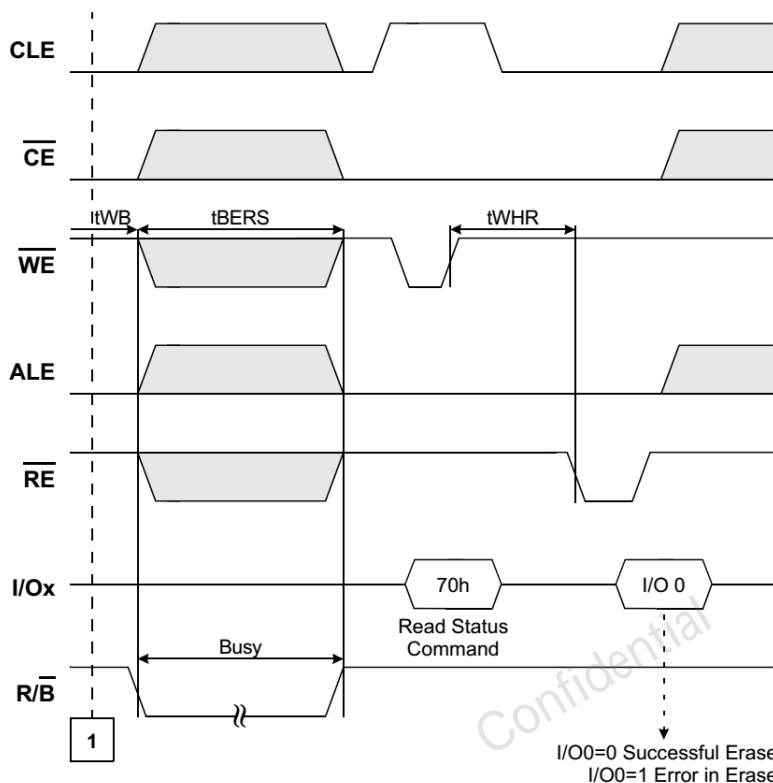 CLE
CE
tWB
tBERS
tWHR
WE
ALE
RE
I/Ox
70h
I/O 0
Read Status
Command
Busy
R/B
1
Confidential
I/O0=0 Successful Erase
I/O0=1 Error in Erase